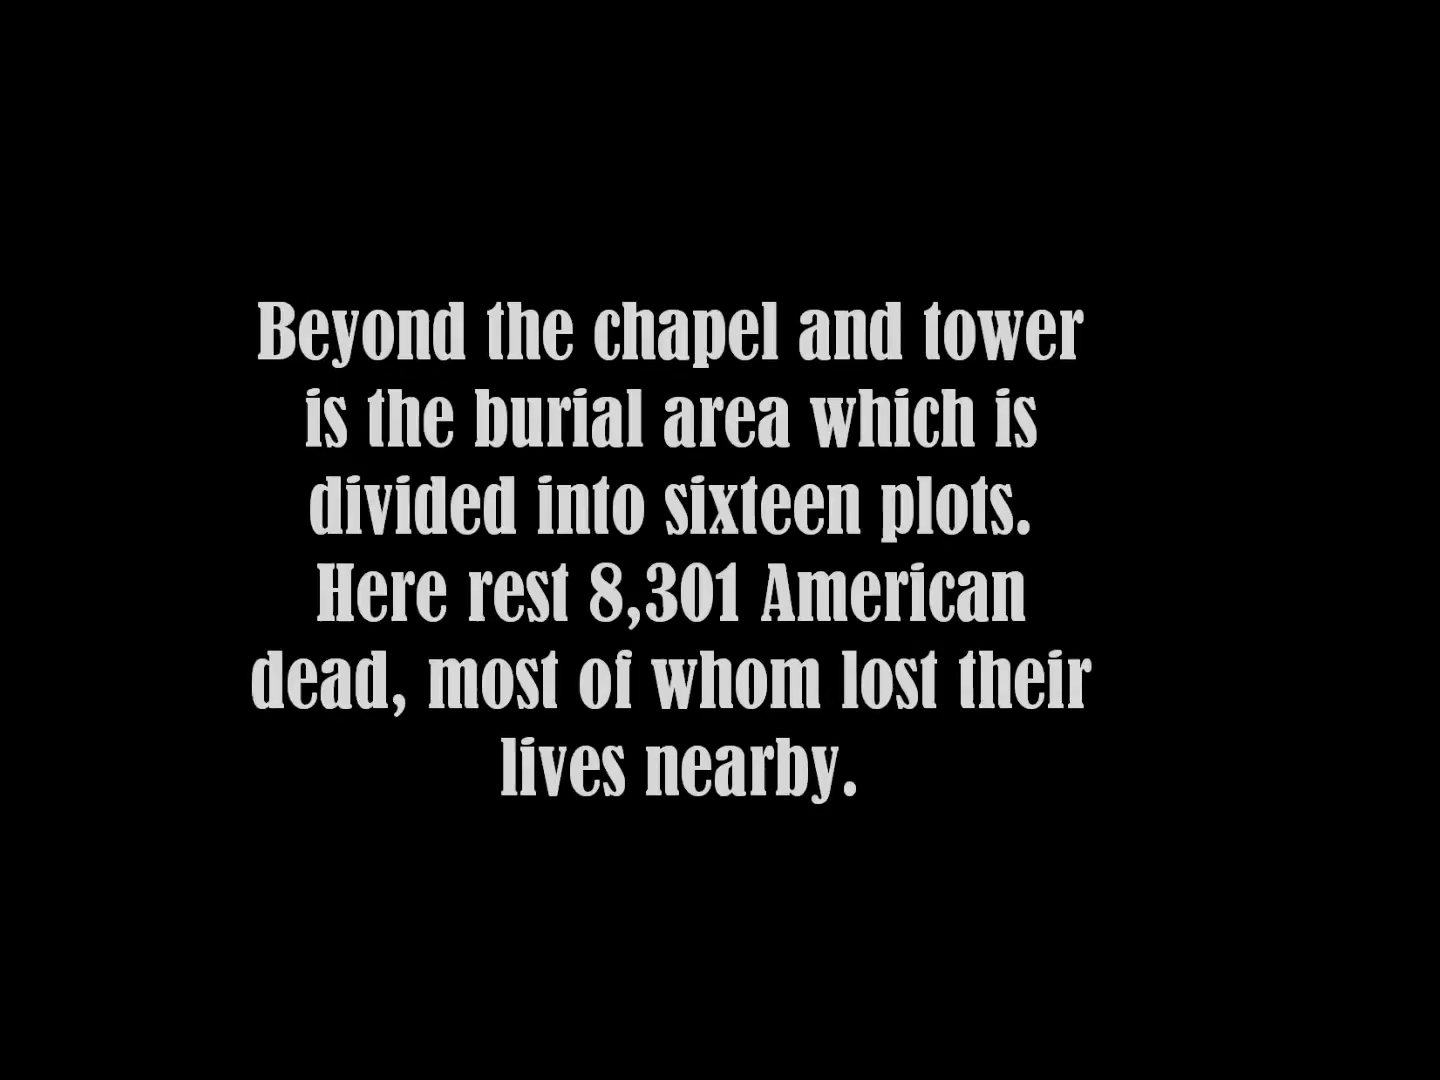 Beyond the chapel and tower
is the burial area which is
divided into sixteen plots.
Here rest 8,301 American
dead, most of whom lost their
lives nearby.